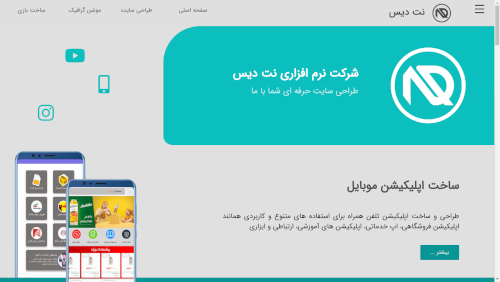 نت دیس
صفحه اصلی
طراحی سایت
موشن گرافیک
ساخت بازی
شرکت نرم افزاری نت دیس
طراحی سایت حرفه ای شما با ما
ساخت اپلیکیشن موبایل
طراحی و ساخت اپلیکیشن تلفن همراه برای استفاده های متنوع و کاربردی همانند
اپلیکیشن فروشگاهی، اپ خدماتی، اپلیکیشن های آموزشی، ارتباطی و ابزاری
بیشتر ...